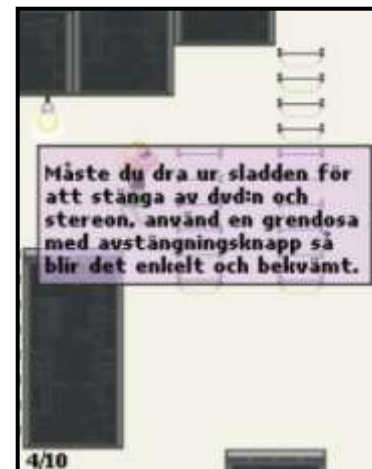 Måste du dra ur sladden för
att stänga av dvd:n och
stereon, använd en grendosa
med avstängningsknapp så
blir det enkelt och bekvämt.
4/10